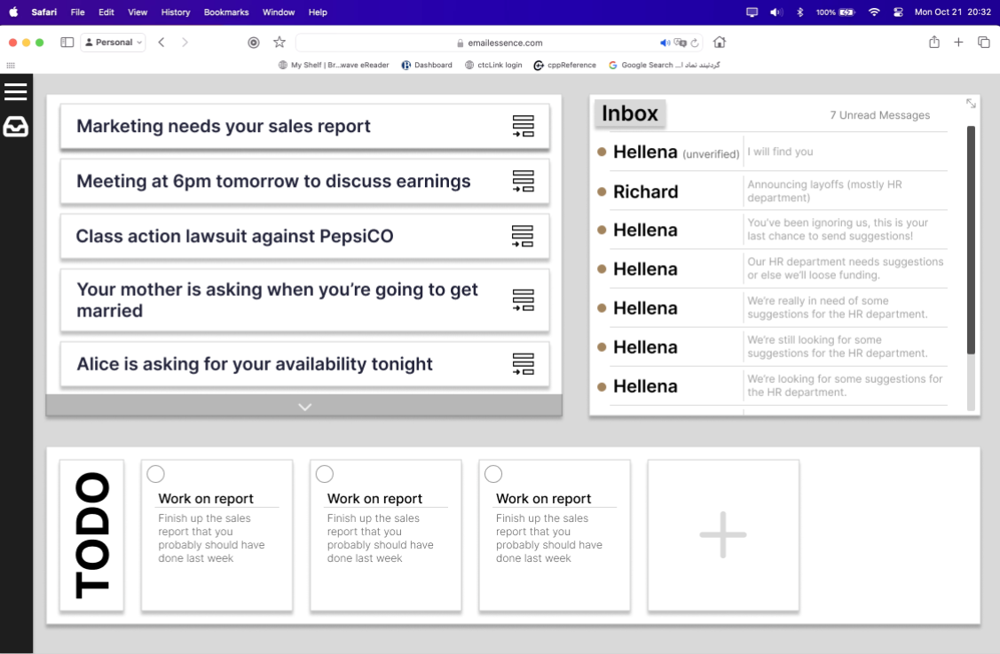 Safari File Edit View History Bookmarks Window Help 100% Mon Oct 21 20:32
Personal emailessence.com
My Shelf | Br...wave eReader Dashboard ctcLink login cppReference Google Search ...گردنبند نماد ا
Marketing needs your sales report
Meeting at 6pm tomorrow to discuss earnings
Class action lawsuit against PepsiCO
Your mother is asking when you’re going to get
married
Alice is asking for your availability tonight
Inbox
7 Unread Messages
Hellena (unverified) I will find you
Richard
Announcing layoffs (mostly HR
department)
Hellena
You’ve been ignoring us, this is your
last chance to send suggestions!
Hellena
Our HR department needs suggestions
or else we’ll loose funding.
Hellena
We’re really in need of some
suggestions for the HR department.
Hellena
We’re still looking for some
suggestions for the HR department.
Hellena
We’re looking for some suggestions for
the HR department.
TODO
Work on report
Finish up the sales
report that you
probably should have
done last week
Work on report
Finish up the sales
report that you
probably should have
done last week
Work on report
Finish up the sales
report that you
probably should have
done last week